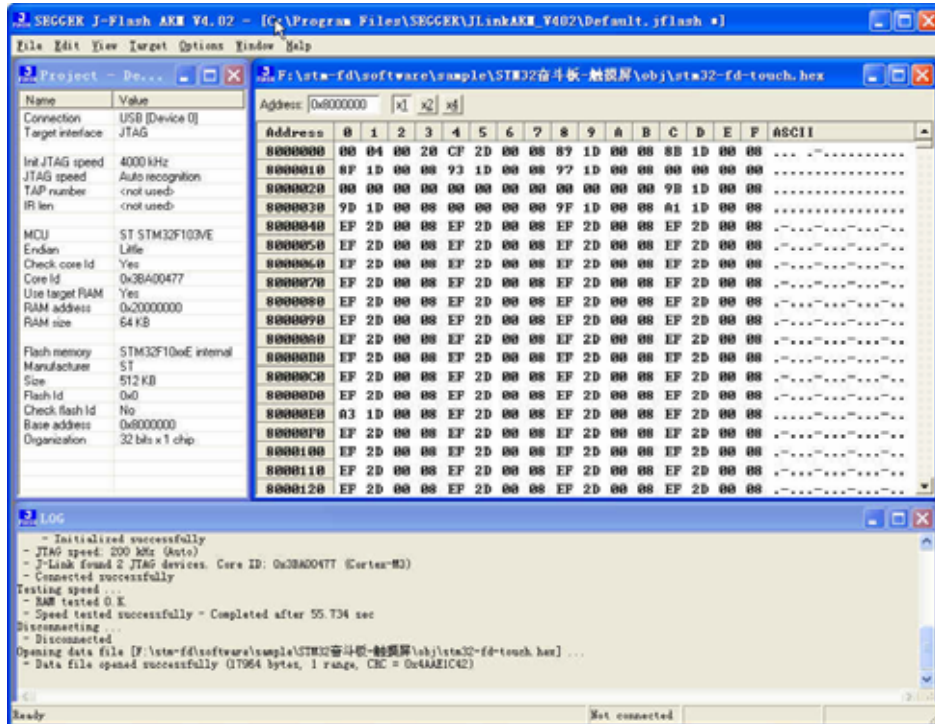 SEGGER J-Flash ARM V4.02 - [C:\Program Files\SEGGER\JLinkARM_V402\Default.jflash *]
File Edit View Target Options Window Help
Project - De...
Name Value
Connection USB [Device 0]
Target interface JTAG
Init JTAG speed 4000 kHz
JTAG speed Auto recognition
TAP number <not used>
IR len <not used>
MCU ST STM32F103VE
Endian Little
Check core Id Yes
Core Id 0x3BA00477
Use target RAM Yes
RAM address 0x20000000
RAM size 64 KB
Flash memory STM32F10xxE internal
Manufacturer ST
Size 512 KB
Flash Id 0x0
Check flash Id No
Base address 0x8000000
Organization 32 bits x 1 chip
F:\stm-fd\software\sample\STM32奋斗板-触摸屏\obj\stm32-fd-touch.hex
Address: 0x8000000 x1 x2 x4
Address 0 1 2 3 4 5 6 7 8 9 A B C D E F ASCII
8000000 00 04 00 20 CF 2D 00 08 89 1D 00 08 8B 1D 00 08
8000010 8F 1D 00 08 93 1D 00 08 97 1D 00 08 00 00 00 00
8000020 00 00 00 00 00 00 00 00 00 00 00 00 9B 1D 00 08
8000030 9D 1D 00 08 00 00 00 00 9F 1D 00 08 A1 1D 00 08
8000040 EF 2D 00 08 EF 2D 00 08 EF 2D 00 08 EF 2D 00 08
8000050 EF 2D 00 08 EF 2D 00 08 EF 2D 00 08 EF 2D 00 08
8000060 EF 2D 00 08 EF 2D 00 08 EF 2D 00 08 EF 2D 00 08
8000070 EF 2D 00 08 EF 2D 00 08 EF 2D 00 08 EF 2D 00 08
8000080 EF 2D 00 08 EF 2D 00 08 EF 2D 00 08 EF 2D 00 08
8000090 EF 2D 00 08 EF 2D 00 08 EF 2D 00 08 EF 2D 00 08
80000A0 EF 2D 00 08 EF 2D 00 08 EF 2D 00 08 EF 2D 00 08
80000B0 EF 2D 00 08 EF 2D 00 08 EF 2D 00 08 EF 2D 00 08
80000C0 EF 2D 00 08 EF 2D 00 08 EF 2D 00 08 EF 2D 00 08
80000D0 EF 2D 00 08 EF 2D 00 08 EF 2D 00 08 EF 2D 00 08
80000E0 A3 1D 00 08 EF 2D 00 08 EF 2D 00 08 EF 2D 00 08
80000F0 EF 2D 00 08 EF 2D 00 08 EF 2D 00 08 EF 2D 00 08
8000100 EF 2D 00 08 EF 2D 00 08 EF 2D 00 08 EF 2D 00 08
8000110 EF 2D 00 08 EF 2D 00 08 EF 2D 00 08 EF 2D 00 08
8000120 EF 2D 00 08 EF 2D 00 08 EF 2D 00 08 EF 2D 00 08
LOG
- Initialized successfully
- JTAG speed: 200 kHz (Auto)
- J-Link found 2 JTAG devices. Core ID: 0x3BA00477 (Cortex-M3)
- Connected successfully
Testing speed ...
- RAM tested O.K.
- Speed tested successfully - Completed after 55.734 sec
Disconnecting ...
- Disconnected
Opening data file [F:\stm-fd\software\sample\STM32奋斗板-触摸屏\obj\stm32-fd-touch.hex] ...
- Data file opened successfully (17964 bytes, 1 range, CRC = 0x4AAE1C42)
Ready Not connected